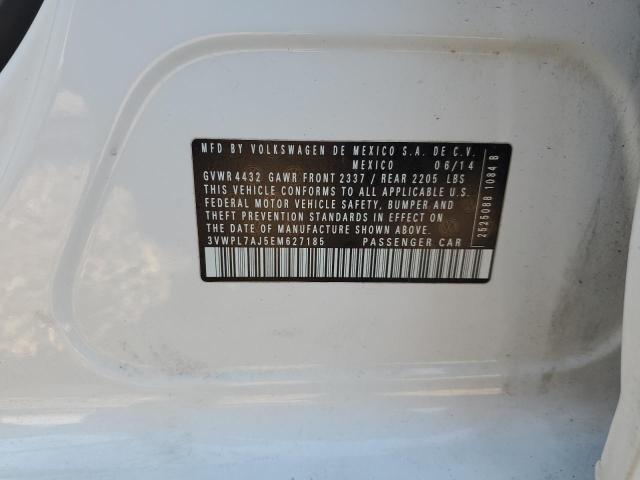 MFD BY VOLKSWAGEN DE MEXICO S.A. DE C.V.
MEXICO 06/14
GVWR4432 GAWR FRONT 2337 / REAR 2205 LBS
THIS VEHICLE CONFORMS TO ALL APPLICABLE U.S.
FEDERAL MOTOR VEHICLE SAFETY, BUMPER AND
THEFT PREVENTION STANDARDS IN EFFECT ON
THE DATE OF MANUFACTURE SHOWN ABOVE.
3VWPL7AJ5EM627185 PASSENGER CAR
2525088 1084 B